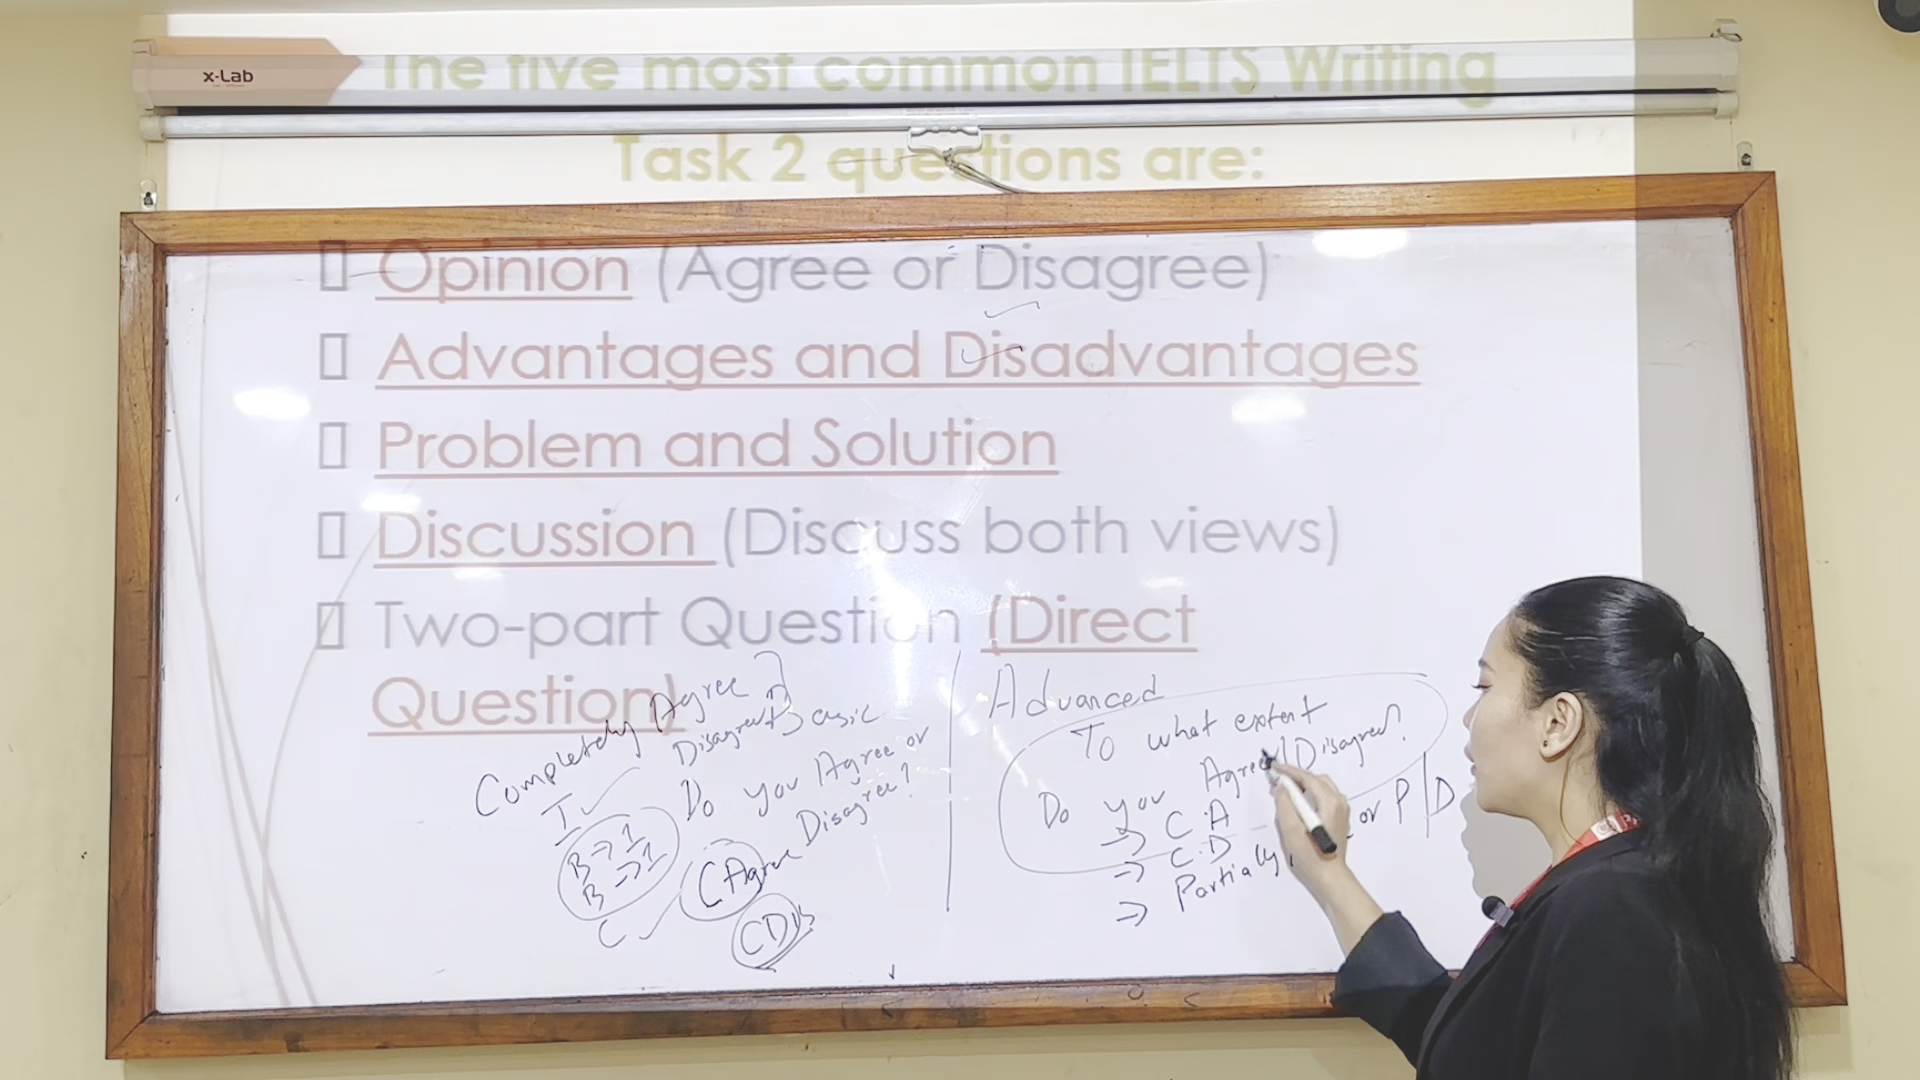 x-Lab
The five most common IELTS Writing
Task 2 questions are:
Opinion (Agree or Disagree)
Advantages and Disadvantages
Problem and Solution
Discussion (Discuss both views)
Two-part Question (Direct
Question)
Completely Agree
Disagree
Basic
Do you Agree or
Disagree?
I
B → 1
B → 1
C
C Agree
CDis
Advanced
To what extent
Do you Agree/Disagree?
⇒ C.A
⇒ C.D
⇒ Partially
or P/D